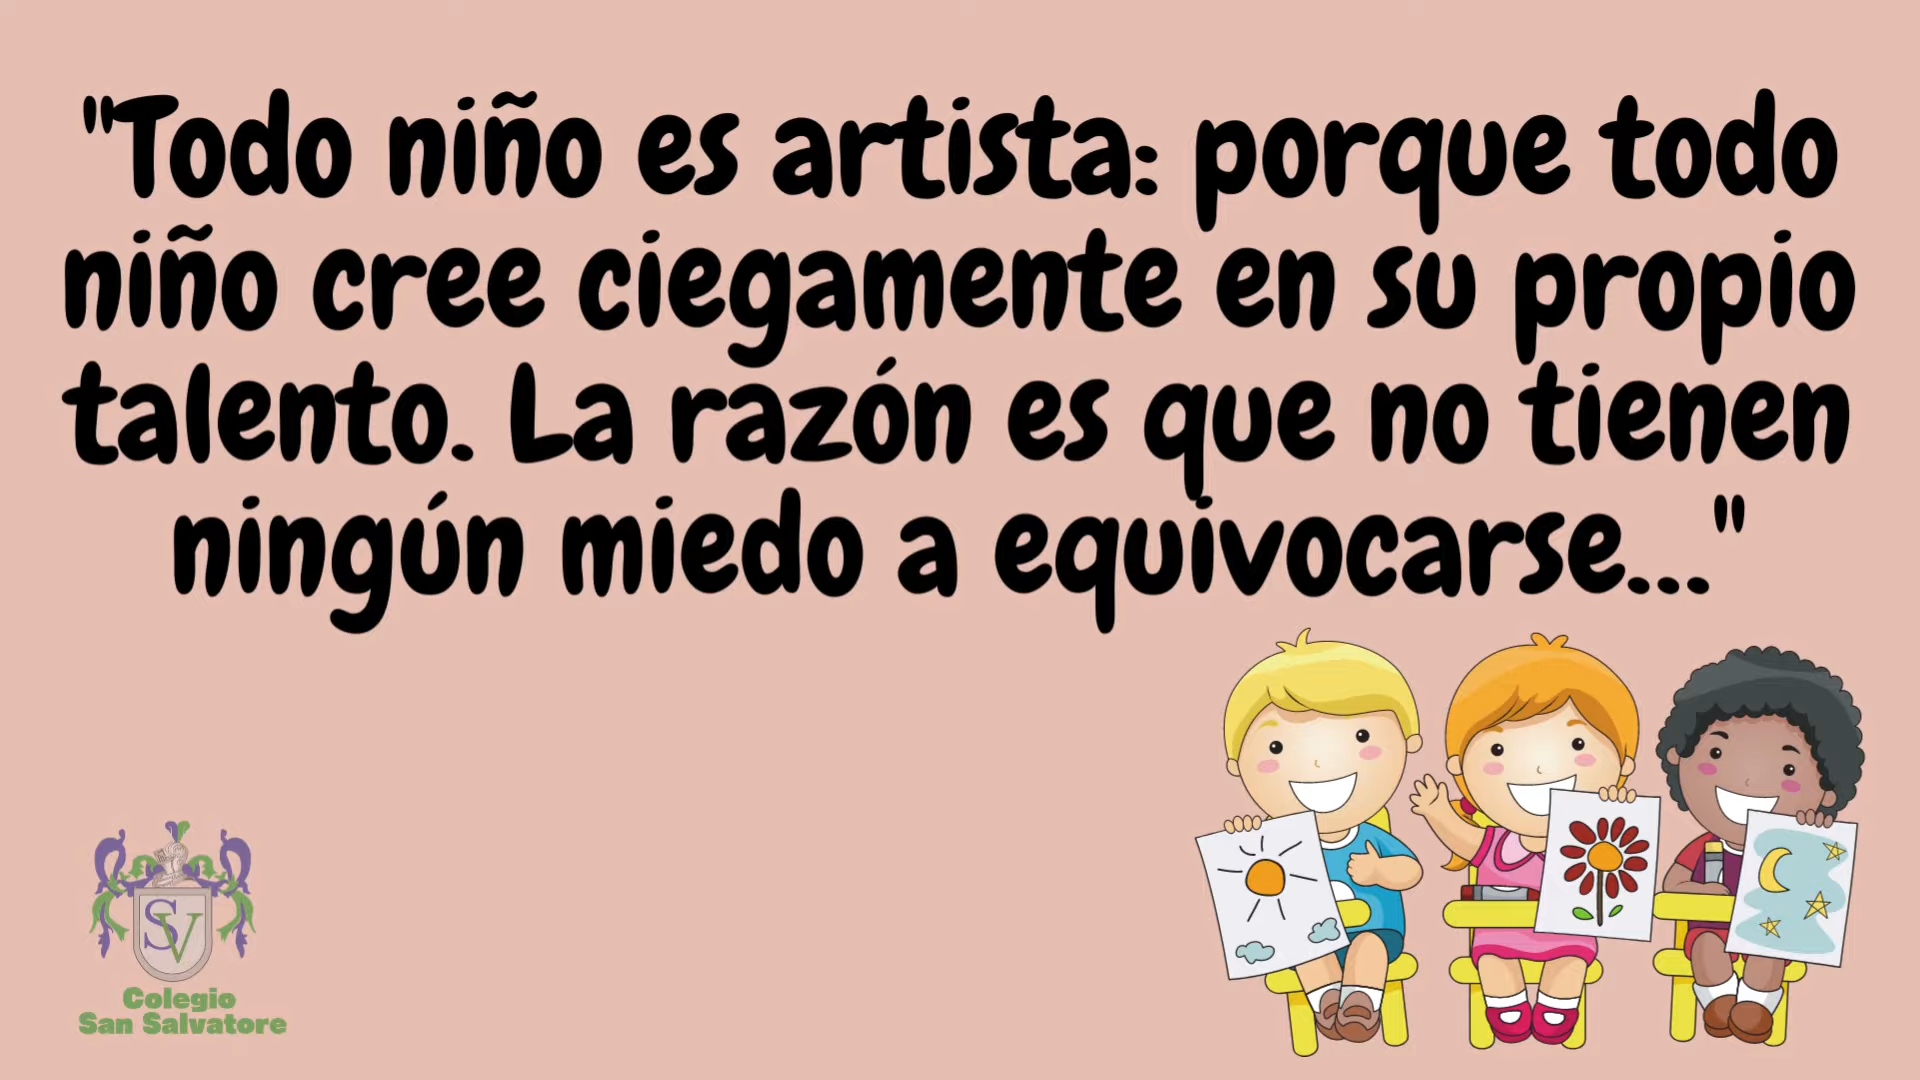 "Todo niño es artista: porque todo
niño cree ciegamente en su propio
talento. La razón es que no tienen
ningún miedo a equivocarse..."
SV
Colegio
San Salvatore